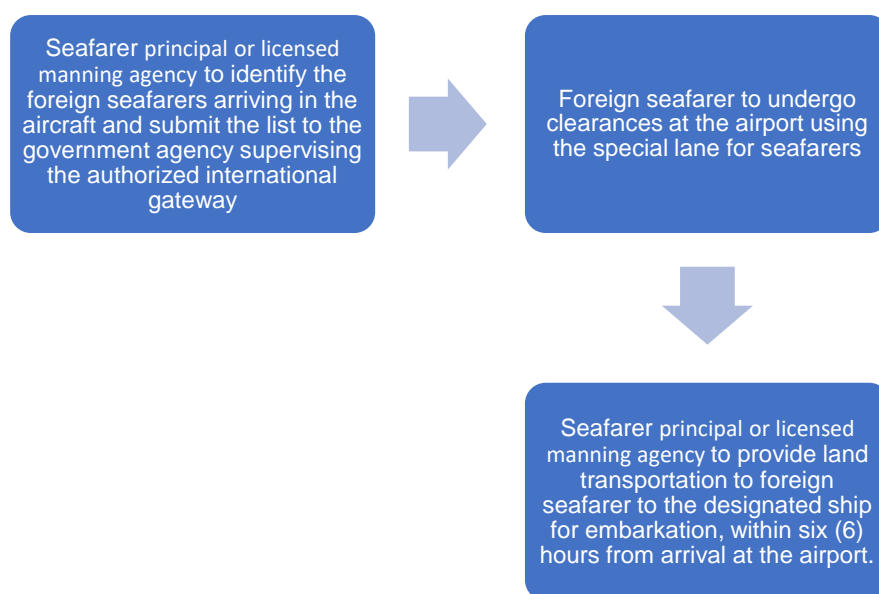 Seafarer principal or licensed
manning agency to identify the
foreign seafarers arriving in the
aircraft and submit the list to the
government agency supervising
the authorized international
gateway
Foreign seafarer to undergo
clearances at the airport using
the special lane for seafarers
Seafarer principal or licensed
manning agency to provide land
transportation to foreign
seafarer to the designated ship
for embarkation, within six (6)
hours from arrival at the airport.